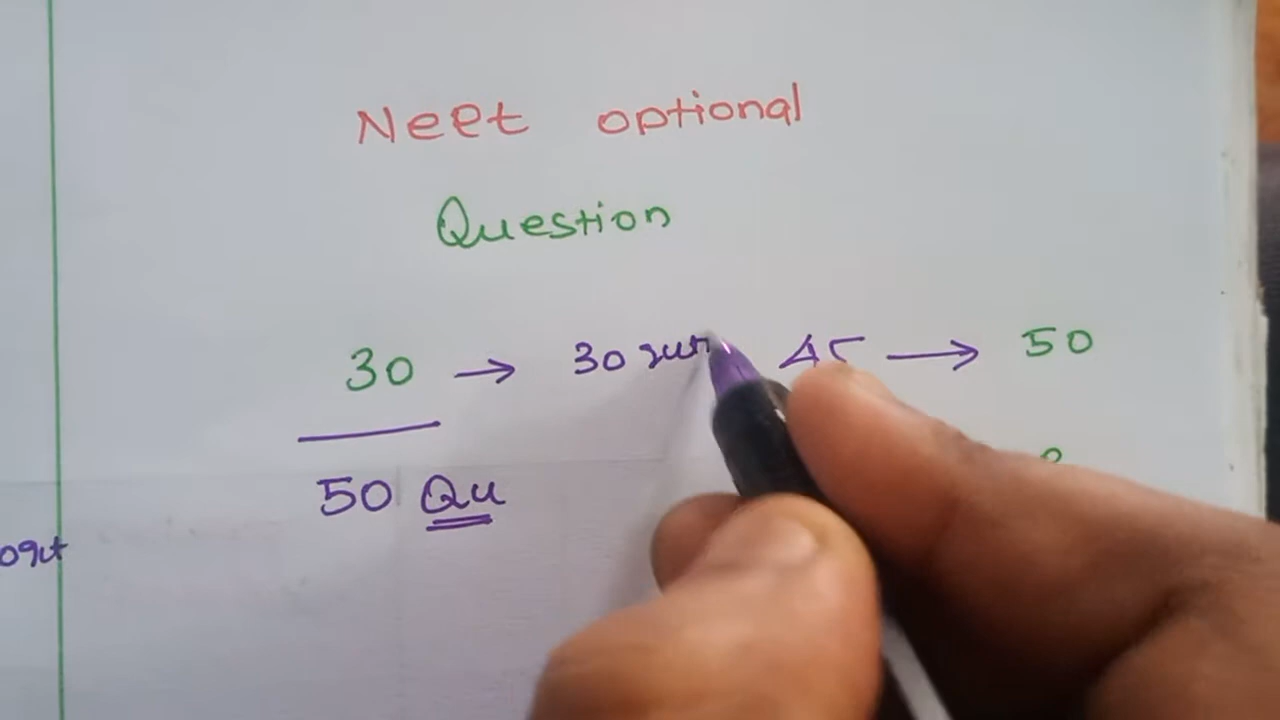 Neet optional
Question
30 → 30 45 → 50
50 Qu